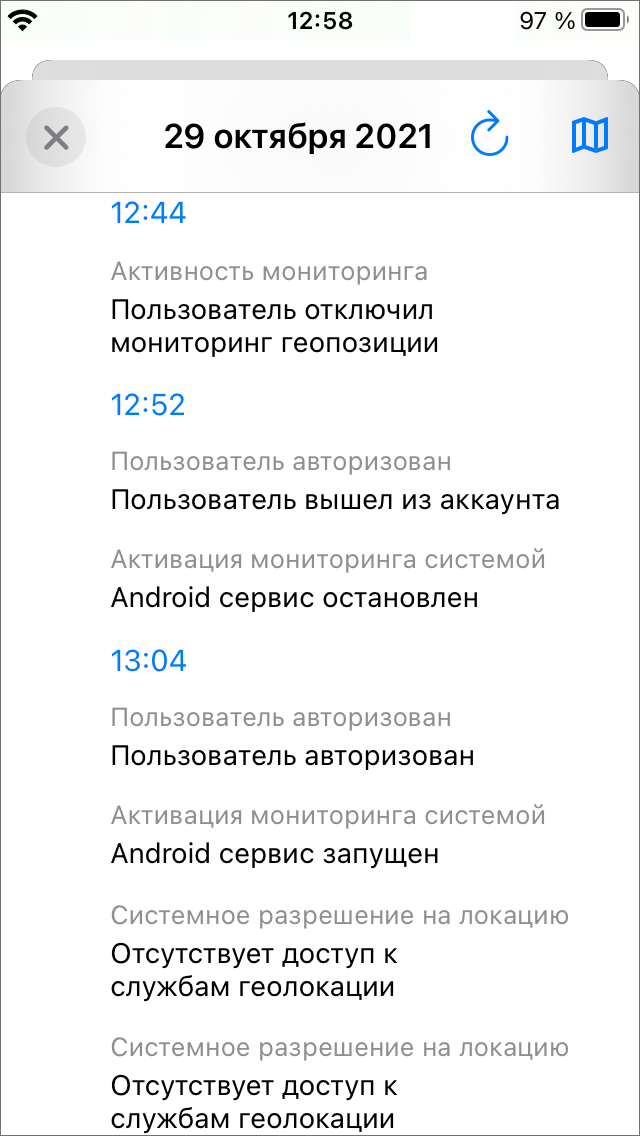 12:58
97 %
29 октября 2021
12:44
Активность мониторинга
Пользователь отключил
мониторинг геопозиции
12:52
Пользователь авторизован
Пользователь вышел из аккаунта
Активация мониторинга системой
Android сервис остановлен
13:04
Пользователь авторизован
Пользователь авторизован
Активация мониторинга системой
Android сервис запущен
Системное разрешение на локацию
Отсутствует доступ к
службам геолокации
Системное разрешение на локацию
Отсутствует доступ к
службам геолокации